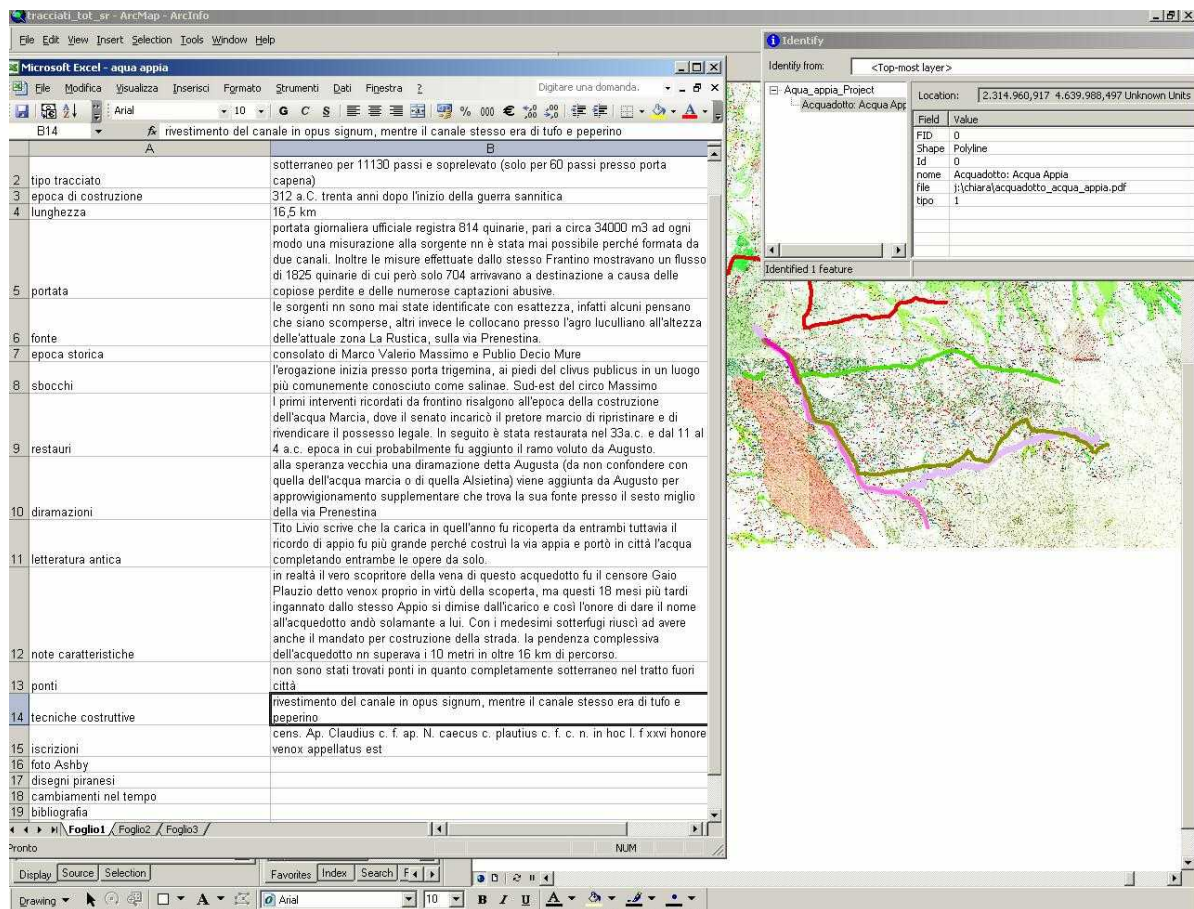 tracciati_tot_sr - ArcMap - ArcInfo
File Edit View Insert Selection Tools Window Help
Microsoft Excel - aqua appia
File Modifica Visualizza Inserisci Formato Strumenti Dati Finestra ? Digitare una domanda.
Arial 10 G C S % 000 €
B14 fx rivestimento del canale in opus signum, mentre il canale stesso era di tufo e peperino
A B
sotterraneo per 11130 passi e soprelevato (solo per 60 passi presso porta
2 tipo tracciato capena)
3 epoca di costruzione 312 a.C. trenta anni dopo l'inizio della guerra sannitica
4 lunghezza 16,5 km
portata giornaliera ufficiale registra 814 quinarie, pari a circa 34000 m3 ad ogni
modo una misurazione alla sorgente nn è stata mai possibile perché formata da
due canali. Inoltre le misure effettuate dallo stesso Frantino mostravano un flusso
di 1825 quinarie di cui però solo 704 arrivavano a destinazione a causa delle
5 portata copiose perdite e delle numerose captazioni abusive.
le sorgenti nn sono mai state identificate con esattezza, infatti alcuni pensano
che siano scomperse, altri invece le collocano presso l'agro luculliano all'altezza
6 fonte delle'attuale zona La Rustica, sulla via Prenestina.
7 epoca storica consolato di Marco Valerio Massimo e Publio Decio Mure
l'erogazione inizia presso porta trigemina, ai piedi del clivus publicus in un luogo
8 sbocchi più comunemente conosciuto come salinae. Sud-est del circo Massimo
I primi interventi ricordati da frontino risalgono all'epoca della costruzione
dell'acqua Marcia, dove il senato incaricò il pretore marcio di ripristinare e di
rivendicare il possesso legale. In seguito è stata restaurata nel 33a.c. e dal 11 al
9 restauri 4 a.c. epoca in cui probabilmente fu aggiunto il ramo voluto da Augusto.
alla speranza vecchia una diramazione detta Augusta (da non confondere con
quella dell'acqua marcia o di quella Alsietina) viene aggiunta da Augusto per
approwigionamento supplementare che trova la sua fonte presso il sesto miglio
10 diramazioni della via Prenestina
Tito Livio scrive che la carica in quell'anno fu ricoperta da entrambi tuttavia il
ricordo di appio fu più grande perché costruì la via appia e portò in città l'acqua
11 letteratura antica completando entrambe le opere da solo.
in realtà il vero scopritore della vena di questo acquedotto fu il censore Gaio
Plauzio detto venox proprio in virtù della scoperta, ma questi 18 mesi più tardi
ingannato dallo stesso Appio si dimise dall'icarico e così l'onore di dare il nome
all'acquedotto andò solamante a lui. Con i medesimi sotterfugi riuscì ad avere
anche il mandato per costruzione della strada. la pendenza complessiva
12 note caratteristiche dell'acquedotto nn superava i 10 metri in oltre 16 km di percorso.
non sono stati trovati ponti in quanto completamente sotterraneo nel tratto fuori
13 ponti città
rivestimento del canale in opus signum, mentre il canale stesso era di tufo e
14 tecniche costruttive peperino
cens. Ap. Claudius c. f. ap. N. caecus c. plautius c. f. c. n. in hoc l. f xxvi honore
15 iscrizioni venox appellatus est
16 foto Ashby
17 disegni piranesi
18 cambiamenti nel tempo
19 bibliografia
Foglio1 Foglio2 Foglio3
Pronto NUM
Display Source Selection Favorites Index Search F
Drawing A Arial 10 B I U A
Identify
Identify from: <Top-most layer>
Aqua_appia_Project
Acquadotto: Acqua App
Location: 2.314.960,917 4.639.988,497 Unknown Units
Field Value
FID 0
Shape Polyline
Id 0
nome Acquadotto: Acqua Appia
file j:\chiara\acquadotto_acqua_appia.pdf
tipo 1
Identified 1 feature